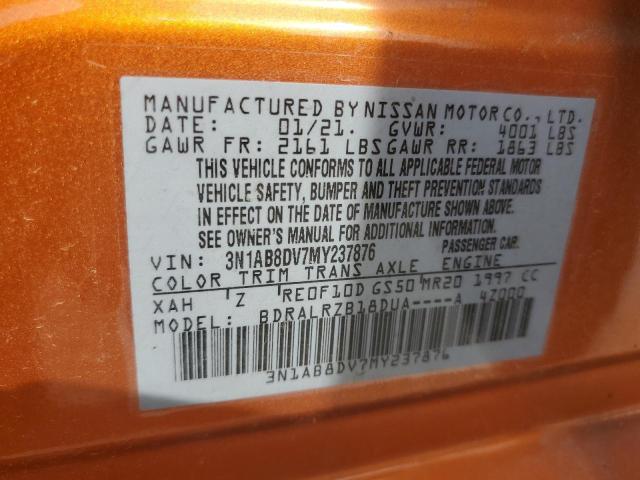 MANUFACTURED BY NISSAN MOTOR CO., LTD.
DATE: 01/21. GVWR: 4001 LBS
GAWR FR: 2161 LBS GAWR RR: 1863 LBS
THIS VEHICLE CONFORMS TO ALL APPLICABLE FEDERAL MOTOR
VEHICLE SAFETY, BUMPER AND THEFT PREVENTION STANDARDS
IN EFFECT ON THE DATE OF MANUFACTURE SHOWN ABOVE.
SEE OWNER'S MANUAL FOR ADDITIONAL INFORMATION.
VIN: 3N1AB8DV7MY237876 PASSENGER CAR.
COLOR TRIM TRANS AXLE ENGINE
XAH Z RE0F10D GS50 MR20 1997 CC
MODEL: BDRALRZB18DUA----A 4Z000
3N1AB8DV7MY237876